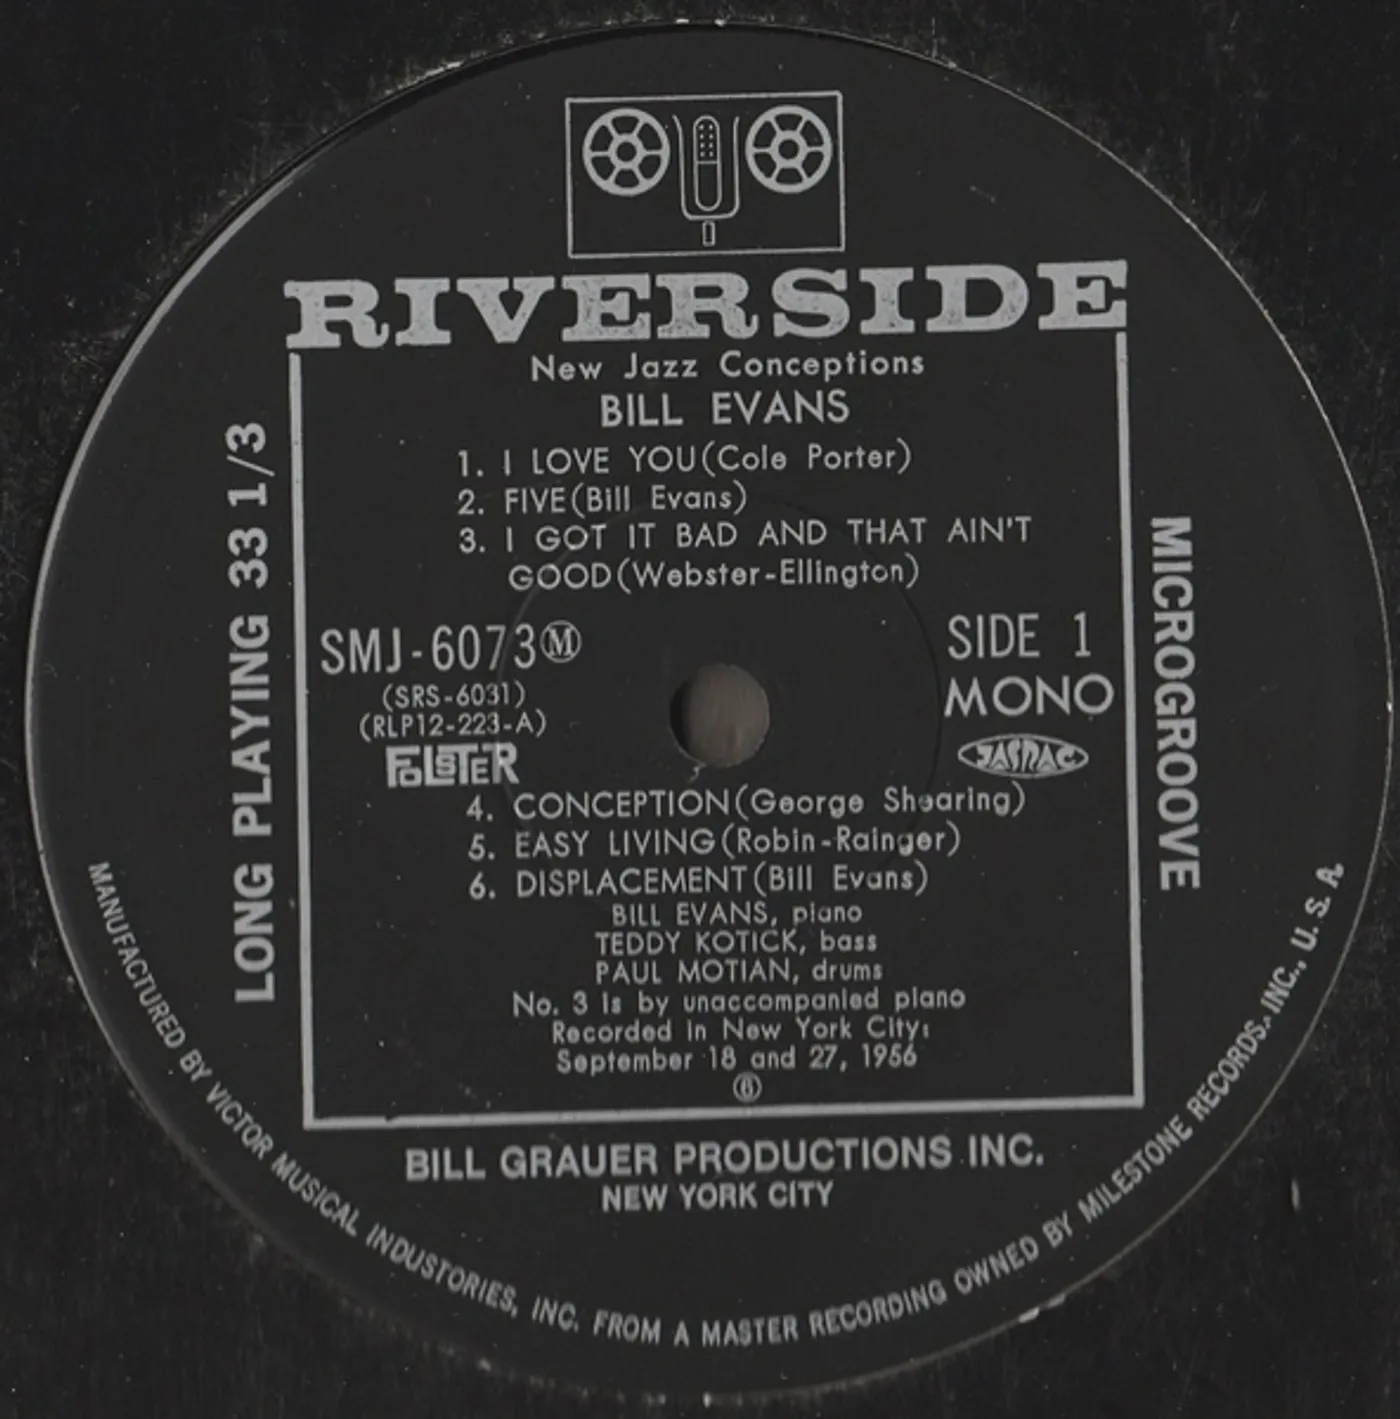 RIVERSIDE
New Jazz Conceptions
BILL EVANS
1. I LOVE YOU(Cole Porter)
2. FIVE(Bill Evans)
3. I GOT IT BAD AND THAT AIN'T
GOOD(Webster-Ellington)
SMJ-6073Ⓜ
(SRS-6031)
(RLP12-223-A)
FOLSTER
SIDE 1
MONO
JASRAC
4. CONCEPTION(George Shearing)
5. EASY LIVING(Robin-Rainger)
6. DISPLACEMENT(Bill Evans)
BILL EVANS, piano
TEDDY KOTICK, bass
PAUL MOTIAN, drums
No. 3 is by unaccompanied piano
Recorded in New York City:
September 18 and 27, 1956
BILL GRAUER PRODUCTIONS INC.
NEW YORK CITY
LONG PLAYING 33 1/3
MICROGROOVE
MANUFACTURED BY VICTOR MUSICAL INDUSTORIES, INC. FROM A MASTER RECORDING OWNED BY MILESTONE RECORDS, INC., U.S.A.